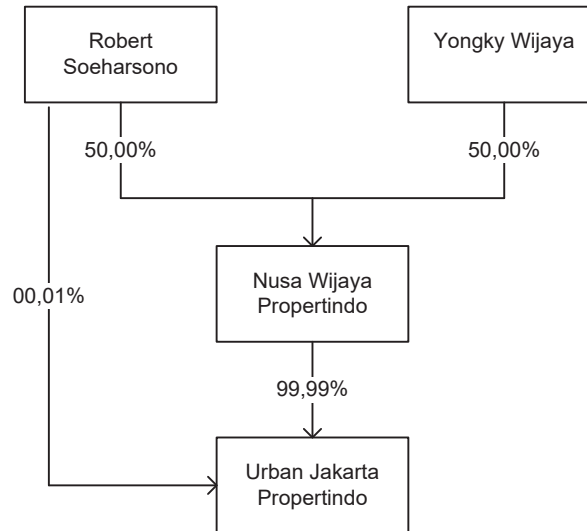 Robert
Soeharsono
Yongky Wijaya
50,00%
50,00%
Nusa Wijaya
Propertindo
00,01%
99,99%
Urban Jakarta
Propertindo